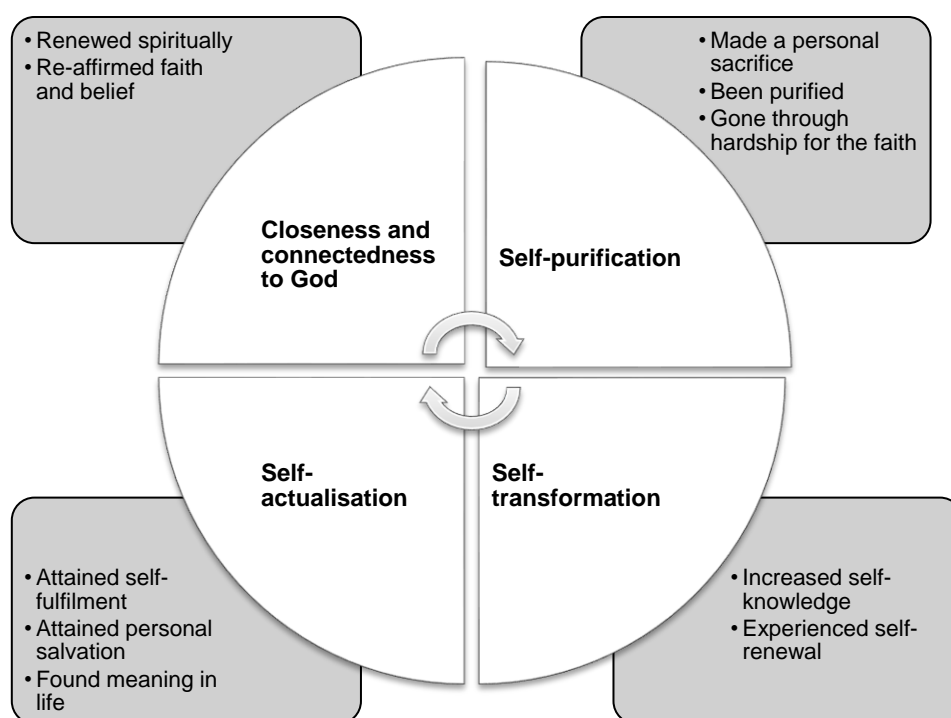 • Renewed spiritually
• Re-affirmed faith
and belief
• Made a personal
sacrifice
• Been purified
• Gone through
hardship for the faith
Closeness and
connectedness
to God
Self-purification
Self-
actualisation
Self-
transformation
• Attained self-
fulfilment
• Attained personal
salvation
• Found meaning in
life
• Increased self-
knowledge
• Experienced self-
renewal